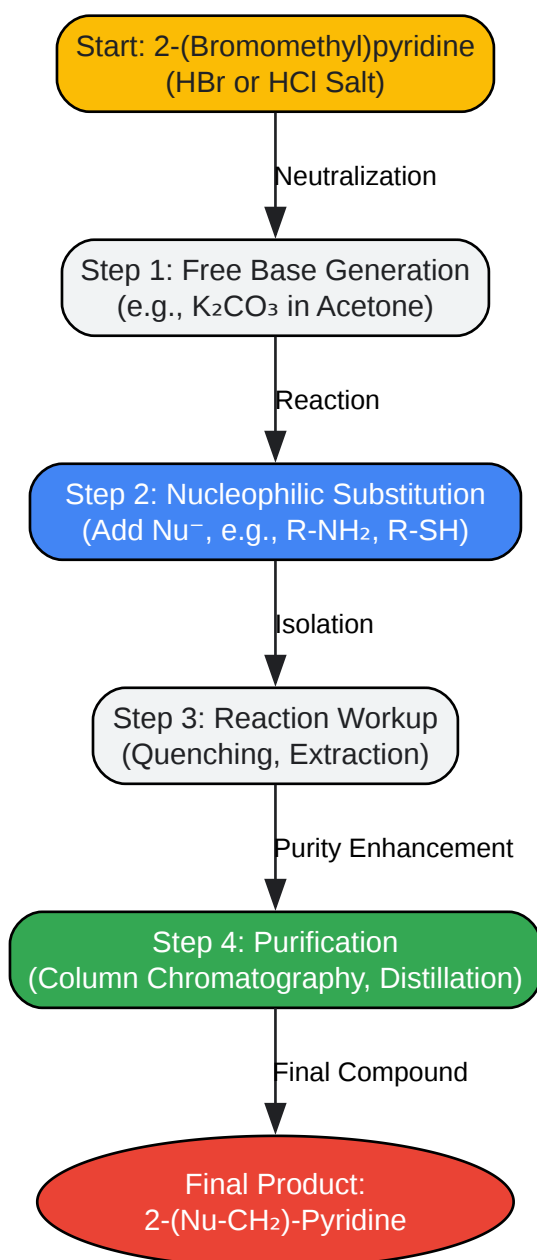 Start: 2-(Bromomethyl)pyridine
(HBr or HCl Salt)
Neutralization
Step 1: Free Base Generation
(e.g., K₂CO₃ in Acetone)
Reaction
Step 2: Nucleophilic Substitution
(Add Nu⁻, e.g., R-NH₂, R-SH)
Isolation
Step 3: Reaction Workup
(Quenching, Extraction)
Purity Enhancement
Step 4: Purification
(Column Chromatography, Distillation)
Final Compound
Final Product:
2-(Nu-CH₂)-Pyridine